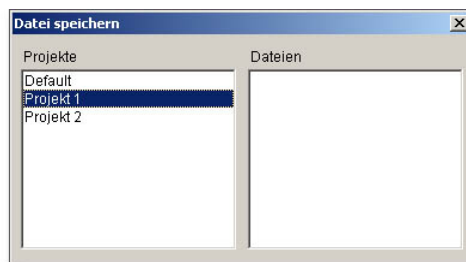 Datei speichern
Projekte
Dateien
Default
Projekt 1
Projekt 2